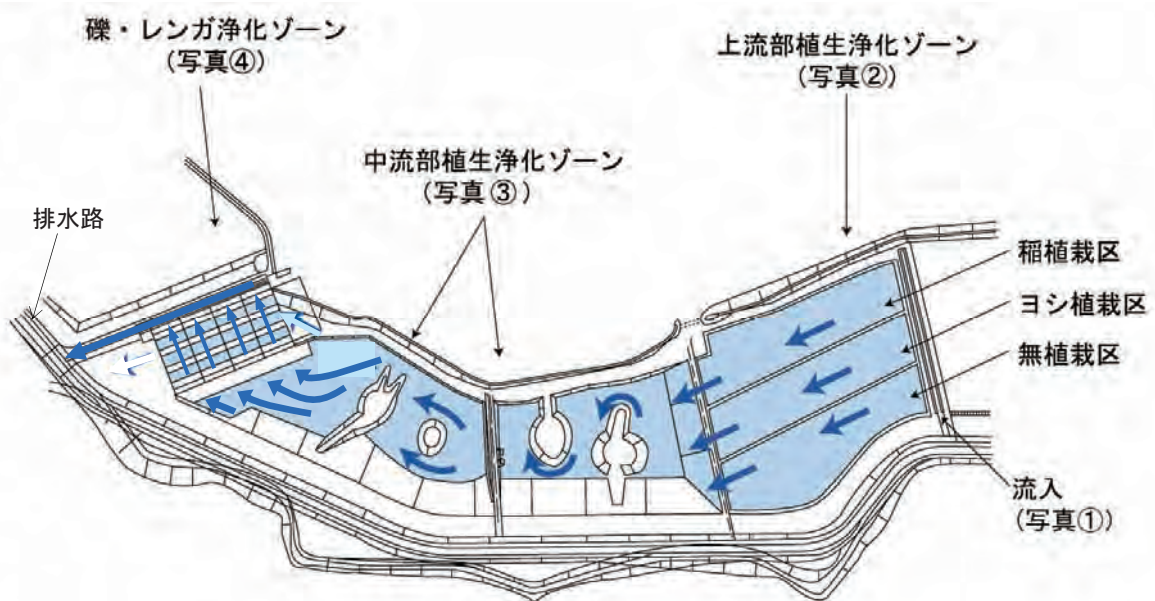 礫・レンガ浄化ゾーン
(写真④)
上流部植生浄化ゾーン
(写真②)
中流部植生浄化ゾーン
(写真③)
排水路
稲植栽区
ヨシ植栽区
無植栽区
流入
(写真①)